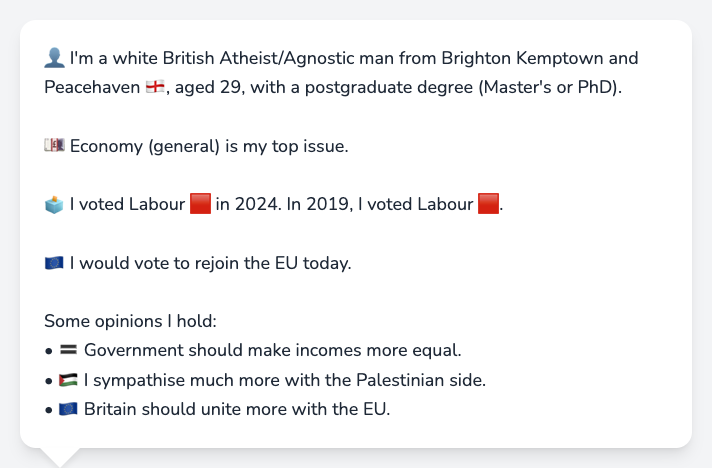 👤 I'm a white British Atheist/Agnostic man from Brighton Kemptown and
Peacehaven 🏴󠁧󠁢󠁥󠁮󠁧󠁿, aged 29, with a postgraduate degree (Master's or PhD).
💷 Economy (general) is my top issue.
🗳️ I voted Labour 🟥 in 2024. In 2019, I voted Labour 🟥.
🇪🇺 I would vote to rejoin the EU today.
Some opinions I hold:
• 🟰 Government should make incomes more equal.
• 🇵🇸 I sympathise much more with the Palestinian side.
• 🇪🇺 Britain should unite more with the EU.